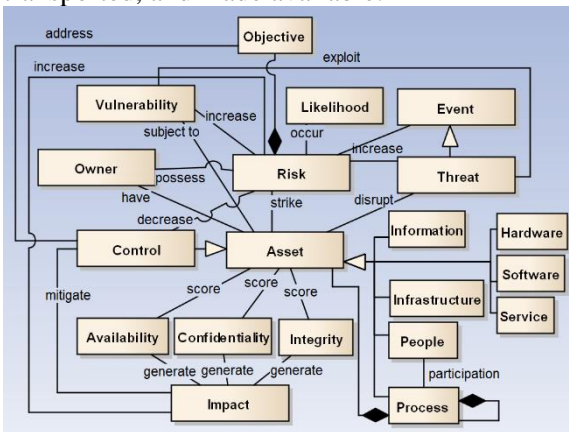 address
Objective
increase
exploit
Vulnerability
Likelihood
Event
increase
subject to
occur
increase
Owner
Risk
Threat
possess
have
strike
disrupt
decrease
Information
Hardware
Control
Asset
Software
mitigate
score
score
score
Infrastructure
Service
Availability
Confidentiality
Integrity
People
generate
generate
generate
participation
Impact
Process